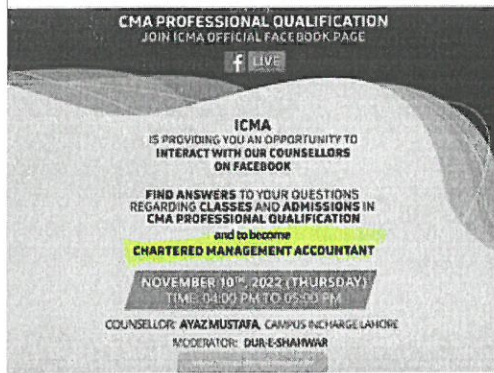 CMA PROFESSIONAL QUALIFICATION
JOIN ICMA OFFICIAL FACEBOOK PAGE
f LIVE
ICMA
IS PROVIDING YOU AN OPPORTUNITY TO
INTERACT WITH OUR COUNSELLORS
ON FACEBOOK
FIND ANSWERS TO YOUR QUESTIONS
REGARDING CLASSES AND ADMISSIONS IN
CMA PROFESSIONAL QUALIFICATION
and to become
CHARTERED MANAGEMENT ACCOUNTANT
NOVEMBER 10TH, 2022 (THURSDAY)
TIME: 04:00 PM TO 05:00 PM
COUNSELLOR: AYAZ MUSTAFA, CAMPUS INCHARGE LAHORE
MODERATOR: DUR-E-SHAHWAR